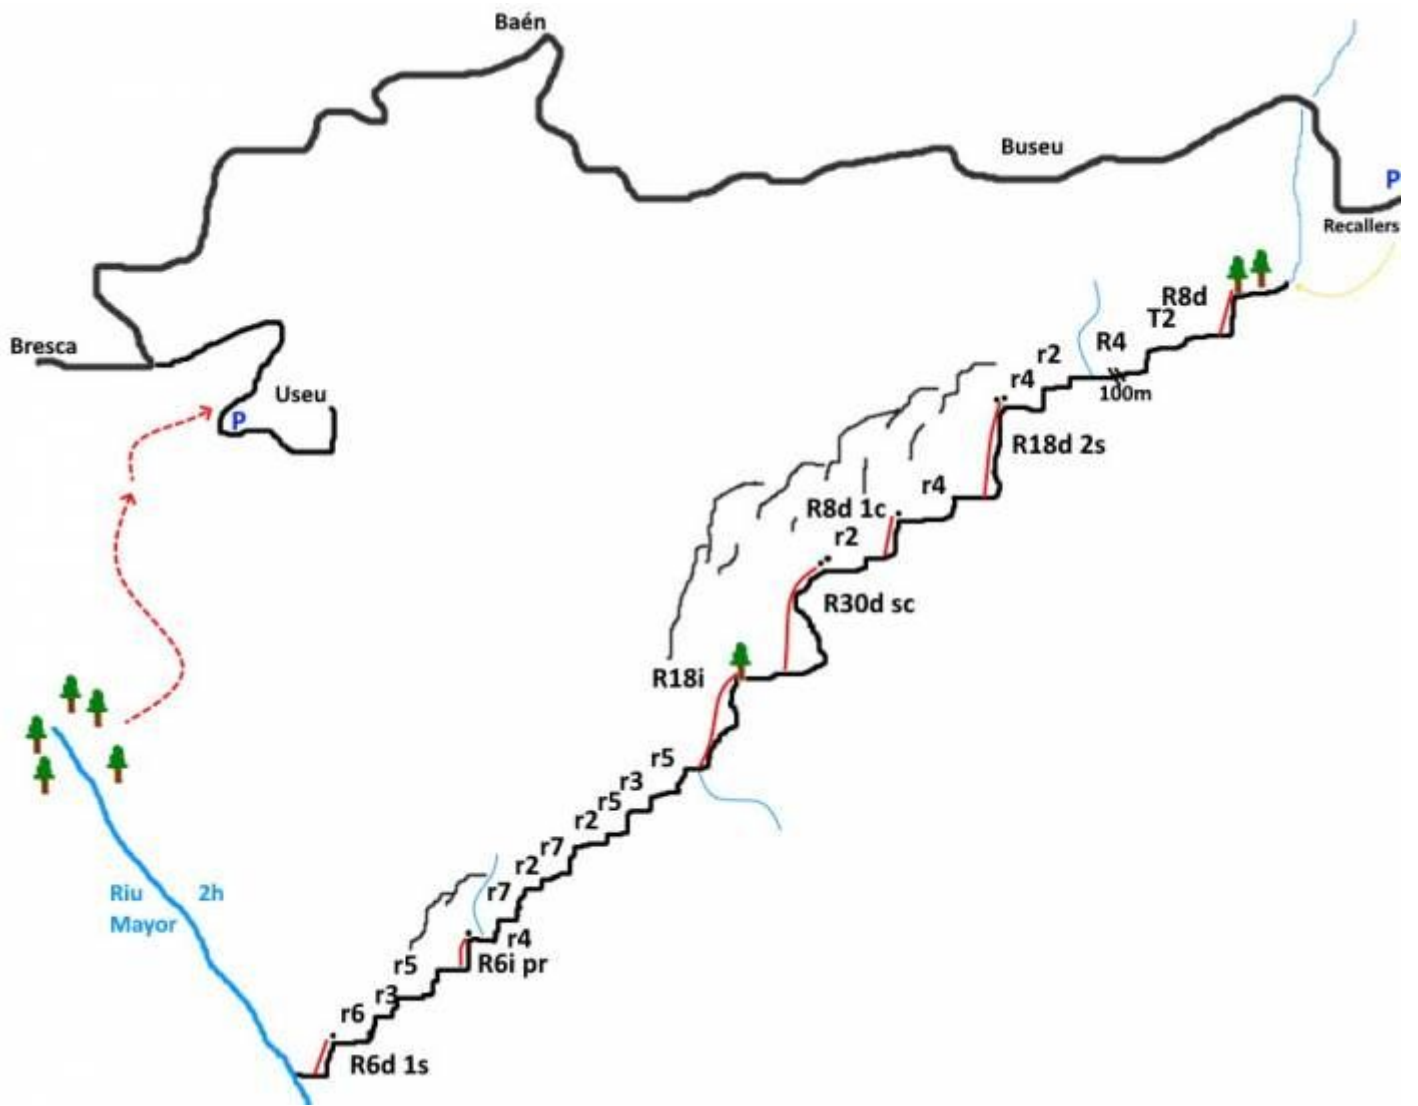 Baén
Buseu
P
Recallers
R8d
T2
R4
r2
r4
100m
Bresca
Useu
P
R18d 2s
r4
R8d 1c
r2
R30d sc
R18i
r5
r3
r5
r2
r7
r2
r7
r4
R6i pr
r5
r3
r6
R6d 1s
Riu 2h
Mayor